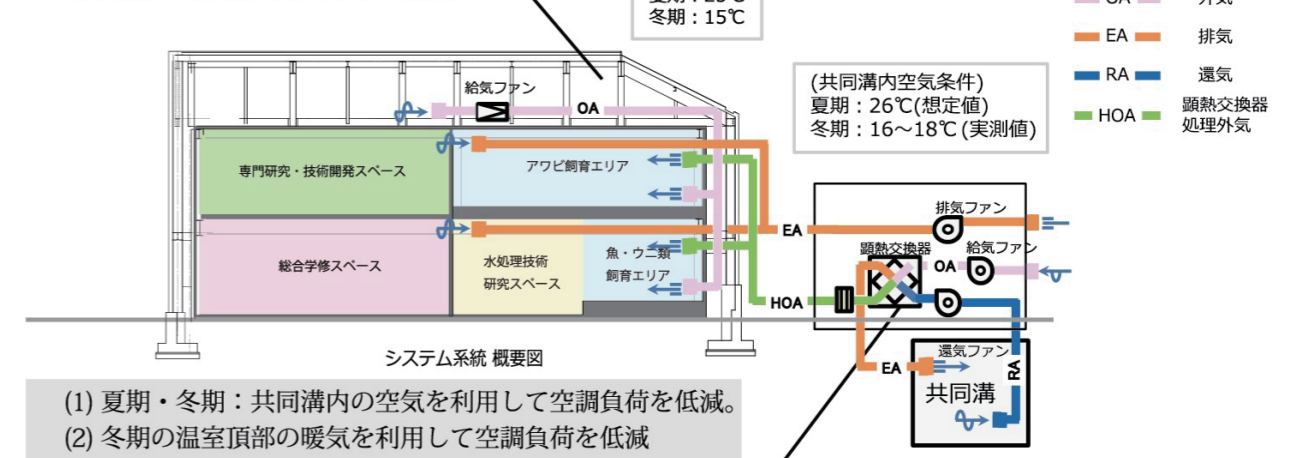 冬期：15℃
OA 外気
EA 排気
RA 還気
HOA 顕熱交換器
処理外気
(共同溝内空気条件)
夏期：26℃(想定値)
冬期：16～18℃(実測値)
給気ファン
OA
専門研究・技術開発スペース
アワビ飼育エリア
総合学修スペース
水処理技術
研究スペース
魚・ウニ類
飼育エリア
EA
HOA
排気ファン
顕熱交換器
給気ファン
OA
還気ファン
EA
RA
共同溝
システム系統 概要図
(1) 夏期・冬期：共同溝内の空気を利用して空調負荷を低減。
(2) 冬期の温室頂部の暖気を利用して空調負荷を低減